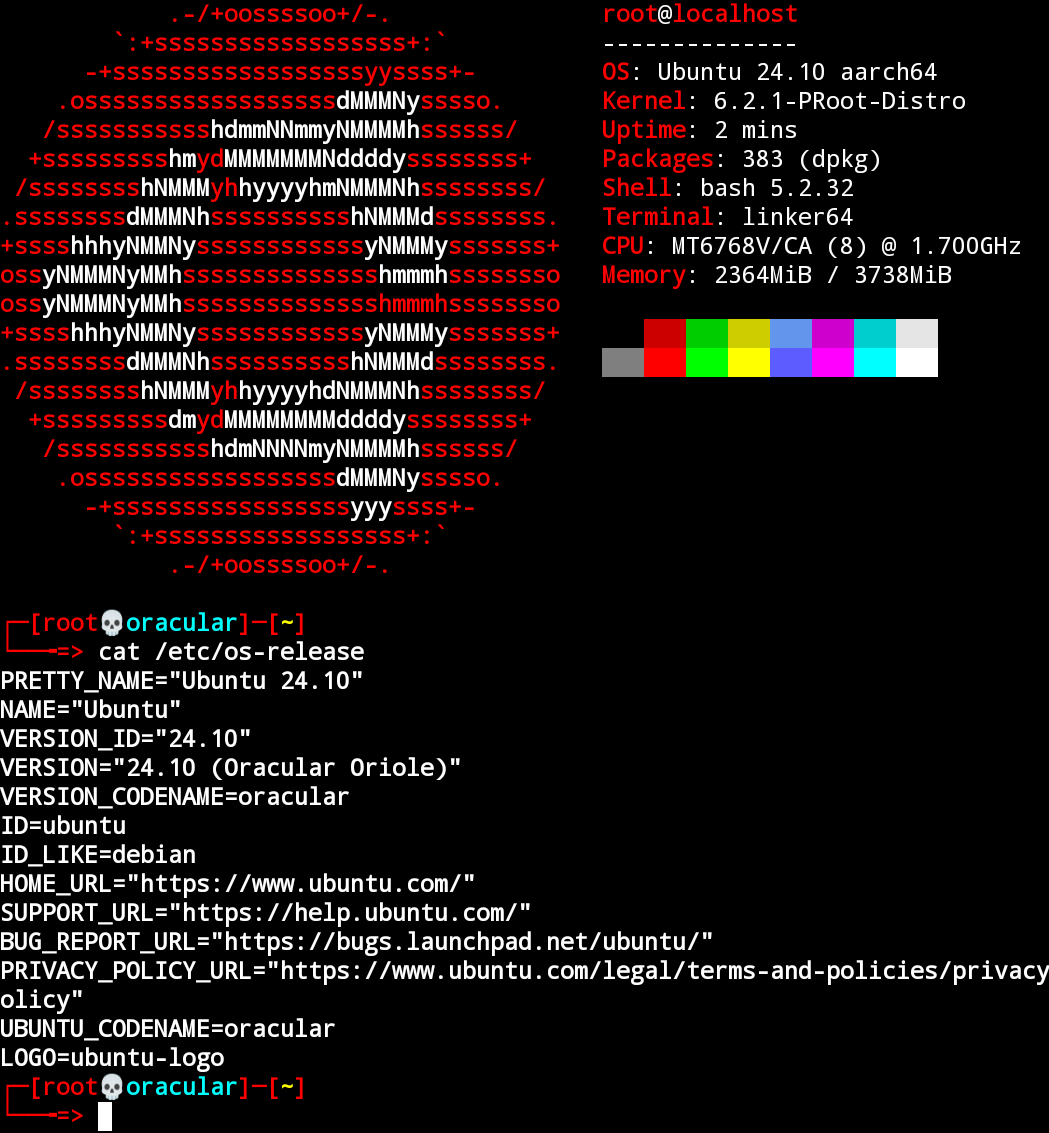 .-/+oossssoo+/-.
`:+ssssssssssssssssss+:`
-+ssssssssssssssssssyyssss+-
.ossssssssssssssssssdMMMNysssso.
/ssssssssssshdmmNNmmyNMMMMhssssss/
+ssssssssshmydMMMMMMMNddddyssssssss+
/sssssssshNMMMyhhyyyyhmNMMMNhssssssss/
.ssssssssdMMMNhsssssssssshNMMMdssssssss.
+sssshhhyNMMNyssssssssssssyNMMMysssssss+
ossyNMMMNyMMhsssssssssssssshmmmhssssssso
ossyNMMMNyMMhsssssssssssssshmmmhssssssso
+sssshhhyNMMNyssssssssssssyNMMMysssssss+
.ssssssssdMMMNhsssssssssshNMMMdssssssss.
/sssssssshNMMMyhhyyyyhdNMMMNhssssssss/
+sssssssssdmydMMMMMMMMddddyssssssss+
/ssssssssssshdmNNNNmyNMMMMhssssss/
.ossssssssssssssssssdMMMNysssso.
-+sssssssssssssssssyyyssss+-
`:+ssssssssssssssssss+:`
.-/+oossssoo+/-.
root@localhost
--------------
OS: Ubuntu 24.10 aarch64
Kernel: 6.2.1-PRoot-Distro
Uptime: 2 mins
Packages: 383 (dpkg)
Shell: bash 5.2.32
Terminal: linker64
CPU: MT6768V/CA (8) @ 1.700GHz
Memory: 2364MiB / 3738MiB
┌─[root💀oracular]─[~]
└──╼=> cat /etc/os-release
PRETTY_NAME="Ubuntu 24.10"
NAME="Ubuntu"
VERSION_ID="24.10"
VERSION="24.10 (Oracular Oriole)"
VERSION_CODENAME=oracular
ID=ubuntu
ID_LIKE=debian
HOME_URL="https://www.ubuntu.com/"
SUPPORT_URL="https://help.ubuntu.com/"
BUG_REPORT_URL="https://bugs.launchpad.net/ubuntu/"
PRIVACY_POLICY_URL="https://www.ubuntu.com/legal/terms-and-policies/privacy
olicy"
UBUNTU_CODENAME=oracular
LOGO=ubuntu-logo
┌─[root💀oracular]─[~]
└──╼=>